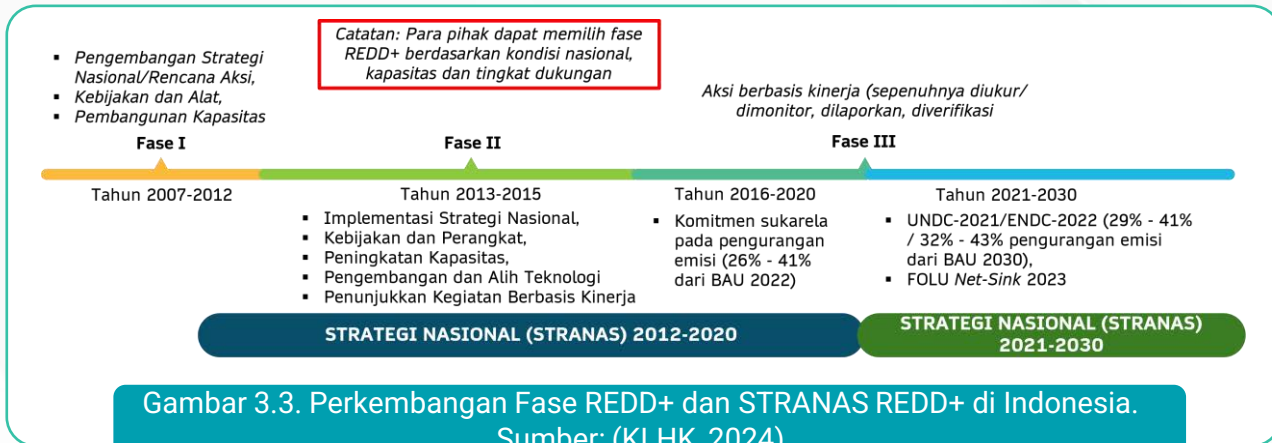 ▪ Pengembangan Strategi
Nasional/Rencana Aksi,
▪ Kebijakan dan Alat,
▪ Pembangunan Kapasitas
Catatan: Para pihak dapat memilih fase
REDD+ berdasarkan kondisi nasional,
kapasitas dan tingkat dukungan
Aksi berbasis kinerja (sepenuhnya diukur/
dimonitor, dilaporkan, diverifikasi
Fase I
Fase II
Fase III
Tahun 2007-2012
Tahun 2013-2015
▪ Implementasi Strategi Nasional,
▪ Kebijakan dan Perangkat,
▪ Peningkatan Kapasitas,
▪ Pengembangan dan Alih Teknologi
▪ Penunjukkan Kegiatan Berbasis Kinerja
Tahun 2016-2020
▪ Komitmen sukarela
pada pengurangan
emisi (26% - 41%
dari BAU 2022)
Tahun 2021-2030
▪ UNDC-2021/ENDC-2022 (29% - 41%
/ 32% - 43% pengurangan emisi
dari BAU 2030),
▪ FOLU Net-Sink 2023
STRATEGI NASIONAL (STRANAS) 2012-2020
STRATEGI NASIONAL (STRANAS)
2021-2030
Gambar 3.3. Perkembangan Fase REDD+ dan STRANAS REDD+ di Indonesia.
Sumber: (KLHK, 2024)